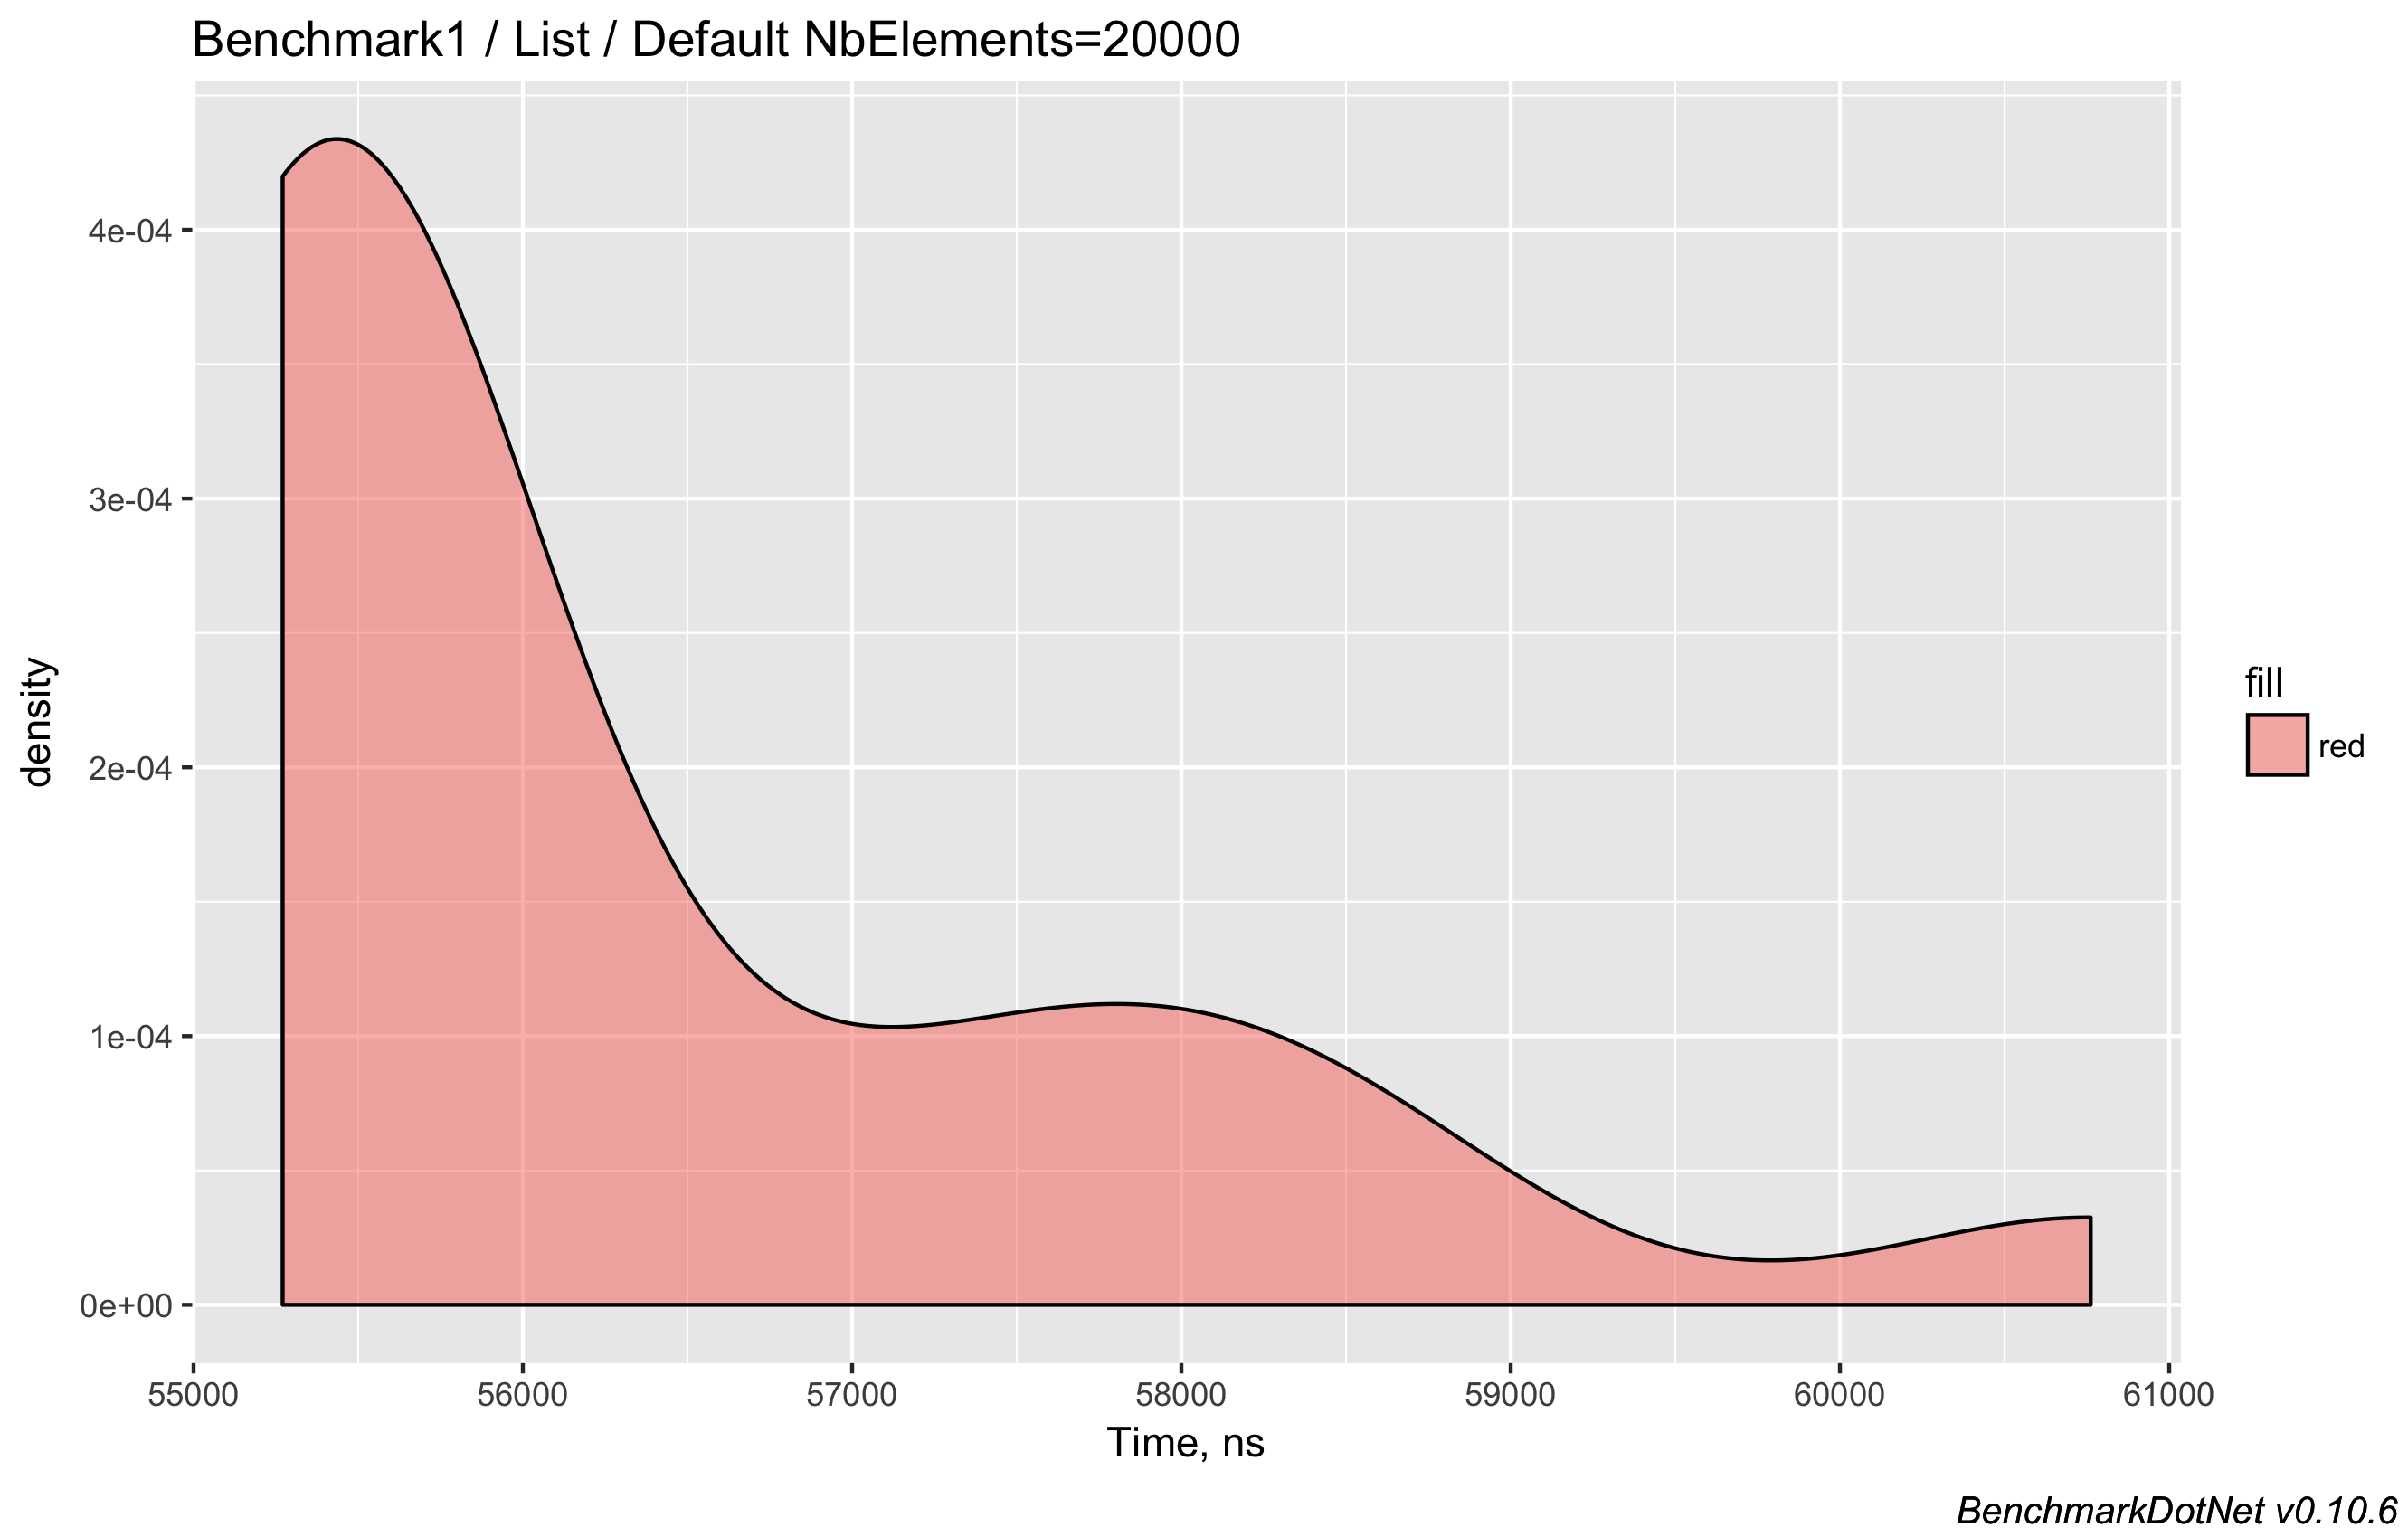 Benchmark1 / List / Default NbElements=20000
4e-04
3e-04
2e-04
1e-04
0e+00
density
55000 56000 57000 58000 59000 60000 61000
Time, ns
fill
red
BenchmarkDotNet v0.10.6